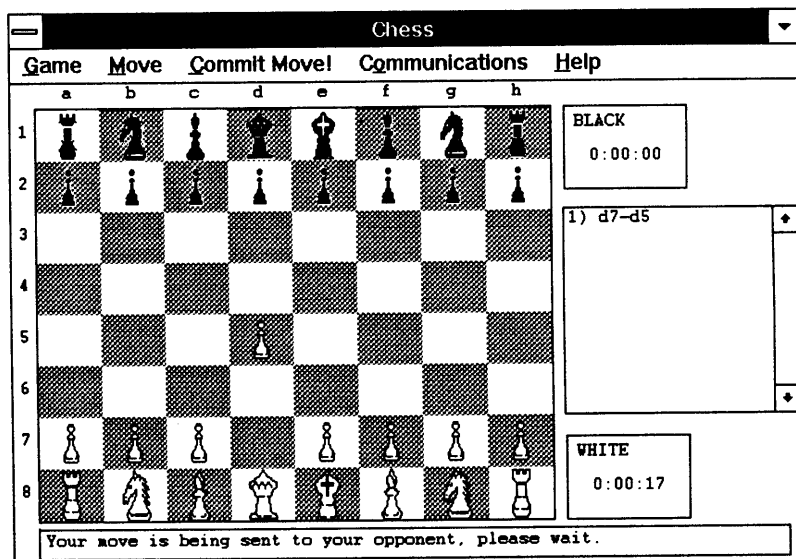 Chess
Game Move Commit Move! Communications Help
a b c d e f g h
1
2
3
4
5
6
7
8
BLACK
0:00:00
1) d7-d5
WHITE
0:00:17
Your move is being sent to your opponent, please wait.